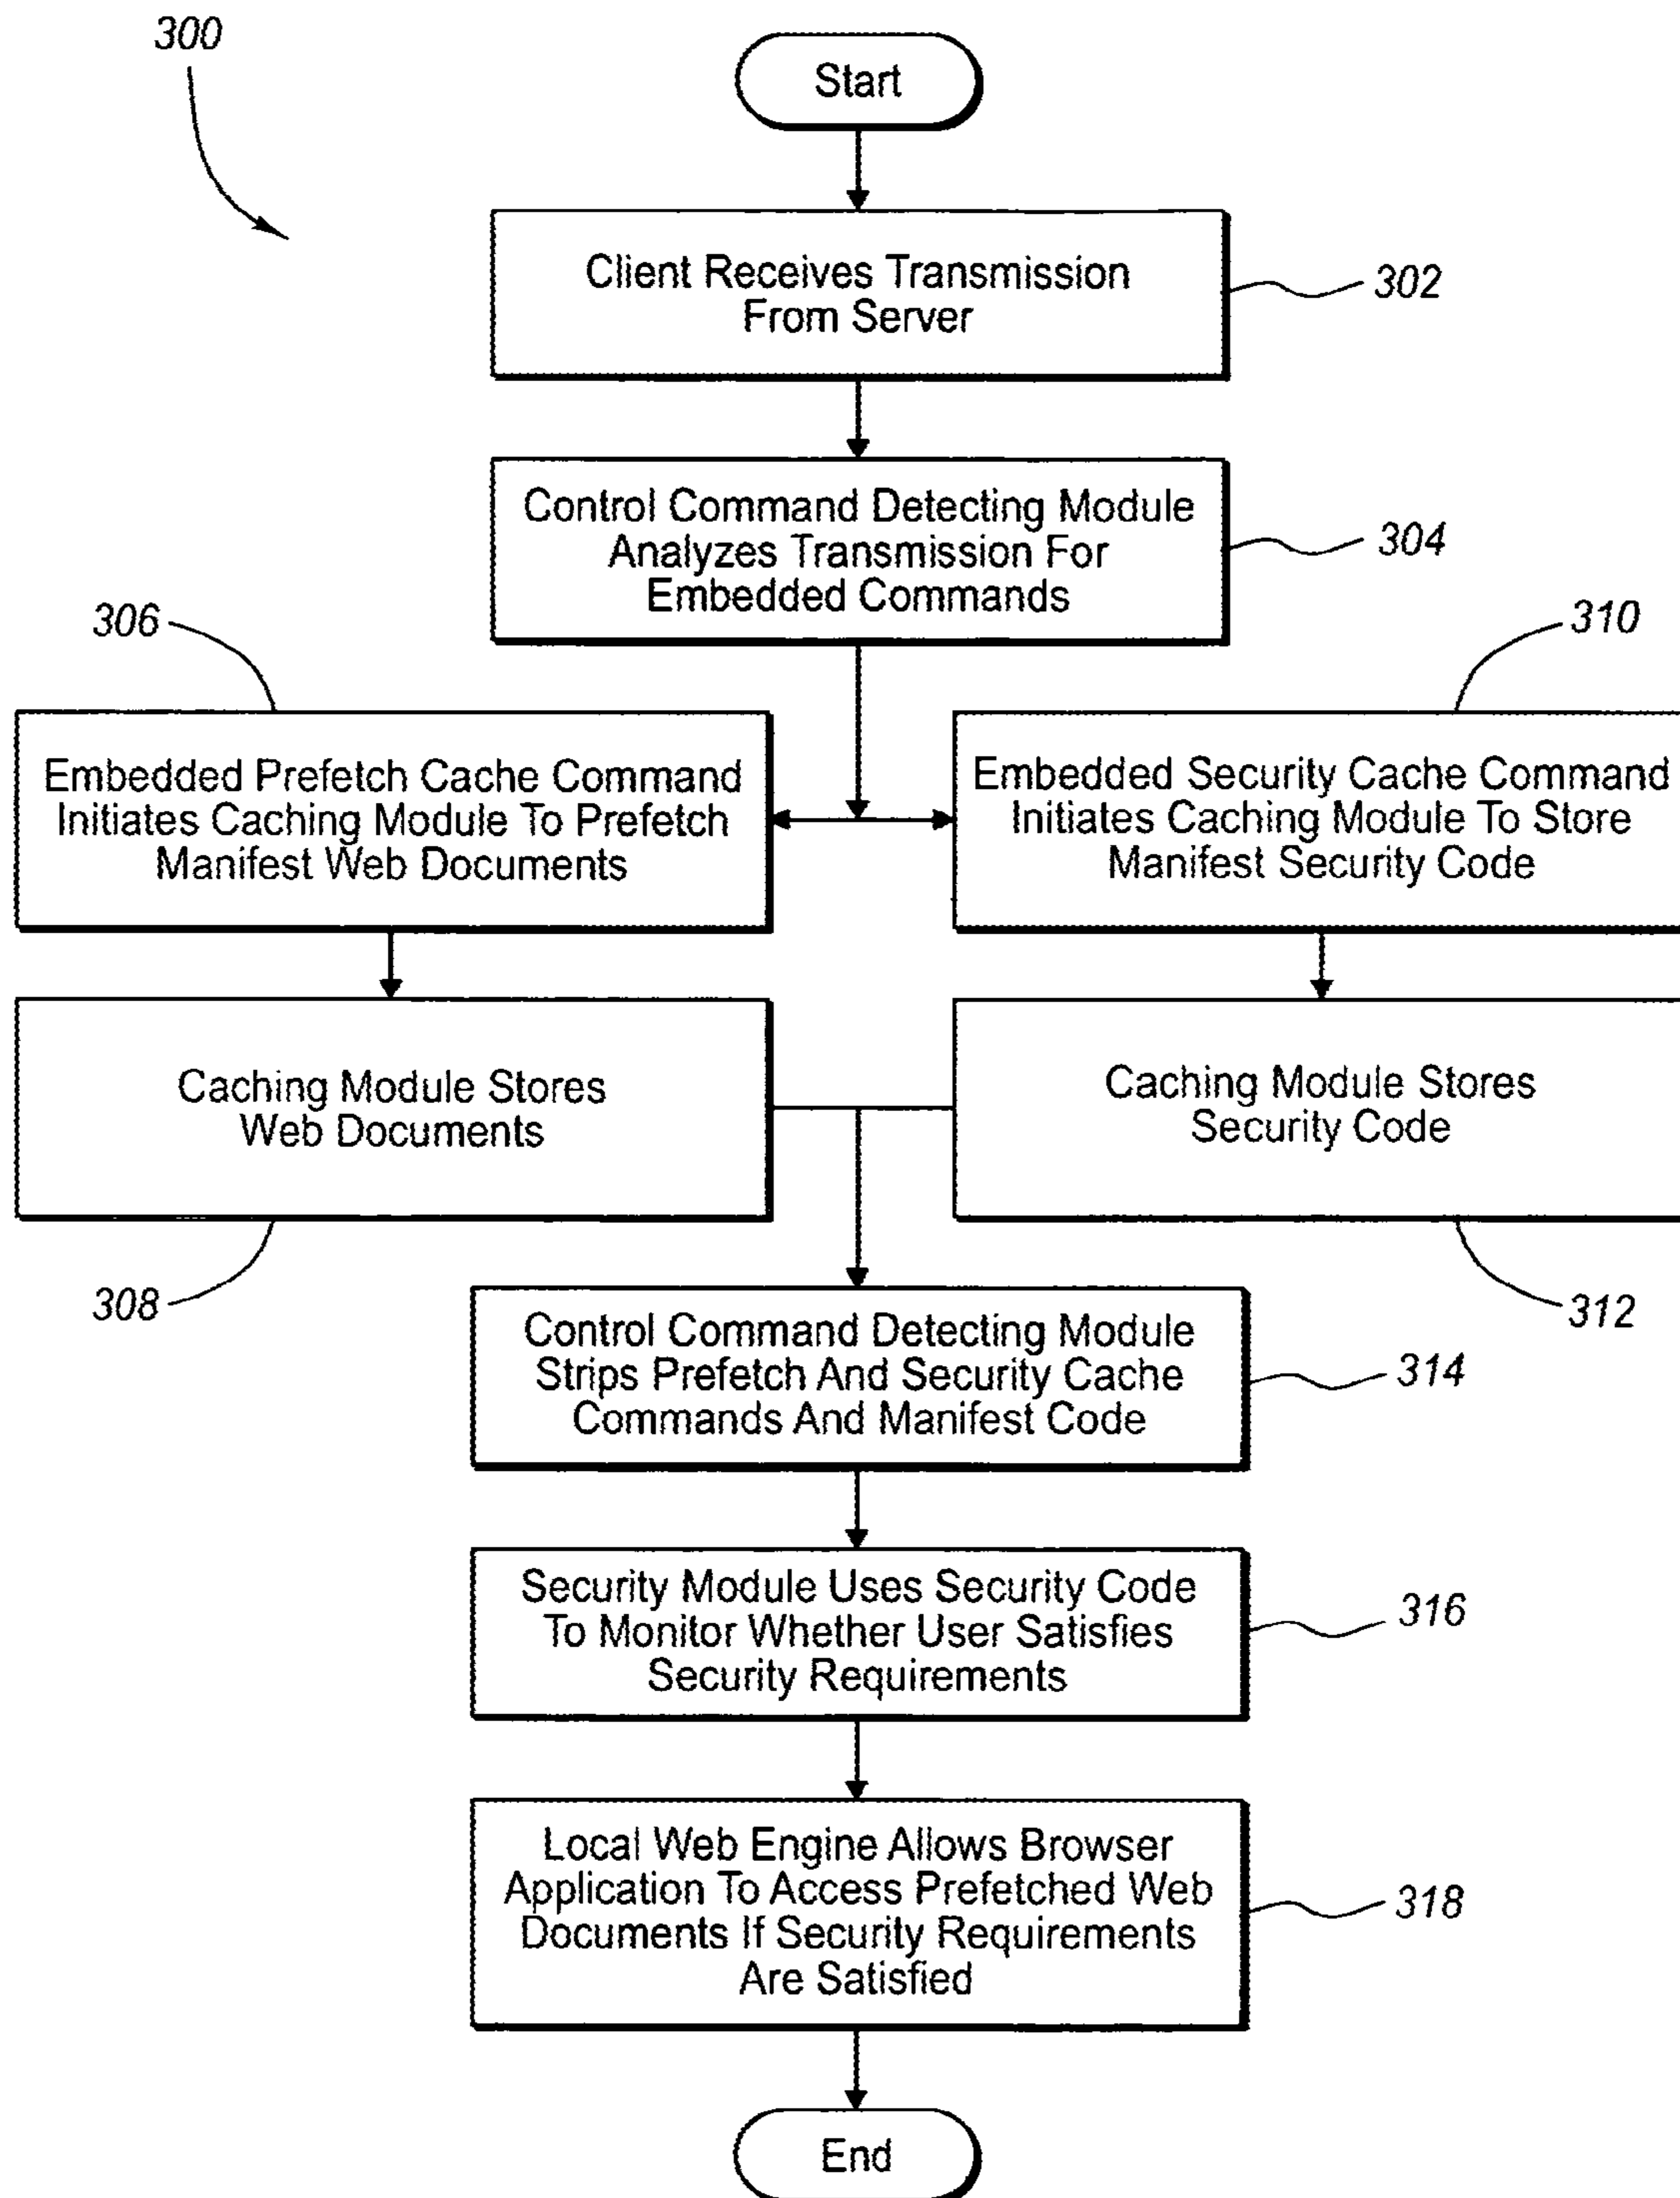 300
Start
Client Receives Transmission
From Server
302
Control Command Detecting Module
Analyzes Transmission For
Embedded Commands
304
306
310
Embedded Prefetch Cache Command
Initiates Caching Module To Prefetch
Manifest Web Documents
Embedded Security Cache Command
Initiates Caching Module To Store
Manifest Security Code
Caching Module Stores
Web Documents
Caching Module Stores
Security Code
308
312
Control Command Detecting Module
Strips Prefetch And Security Cache
Commands And Manifest Code
314
Security Module Uses Security Code
To Monitor Whether User Satisfies
Security Requirements
316
Local Web Engine Allows Browser
Application To Access Prefetched Web
Documents If Security Requirements
Are Satisfied
318
End